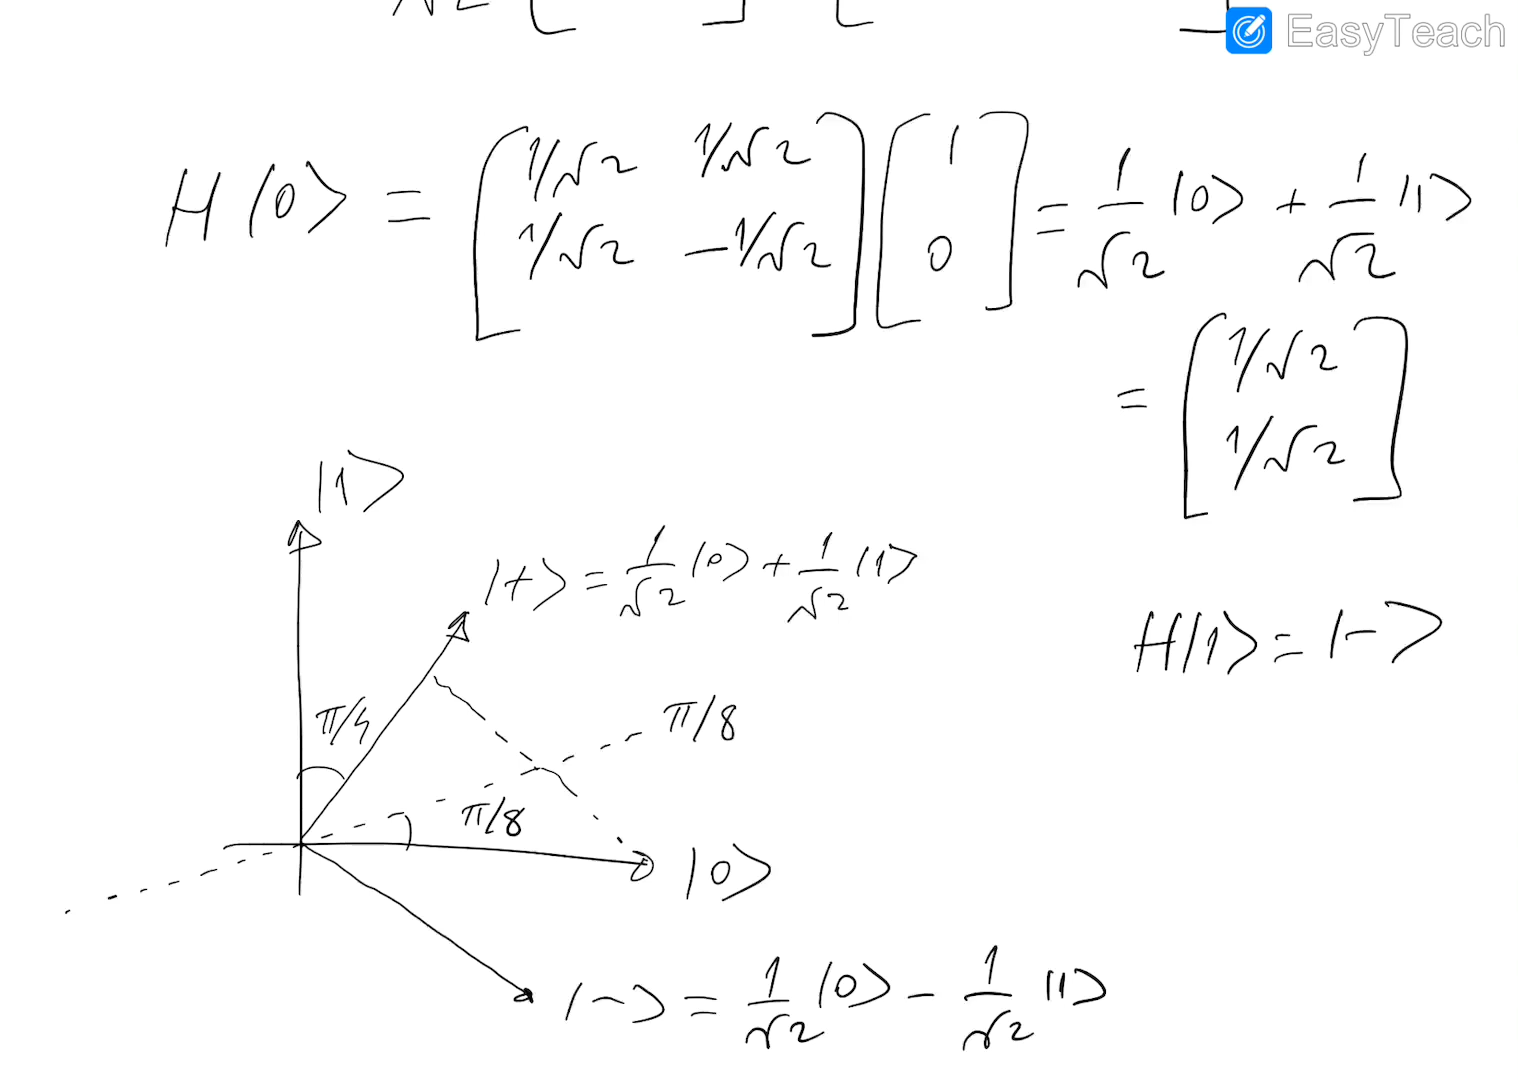 EasyTeach
H|0> = [1/√2 1/√2 1/√2 -1/√2] [1 0] = 1/√2 |0> + 1/√2 |1>
= [1/√2 1/√2]
|1>
|+> = 1/√2 |0> + 1/√2 |1>
H|1> = |->
π/4
π/8
π/8
|0>
|-> = 1/√2 |0> - 1/√2 |1>